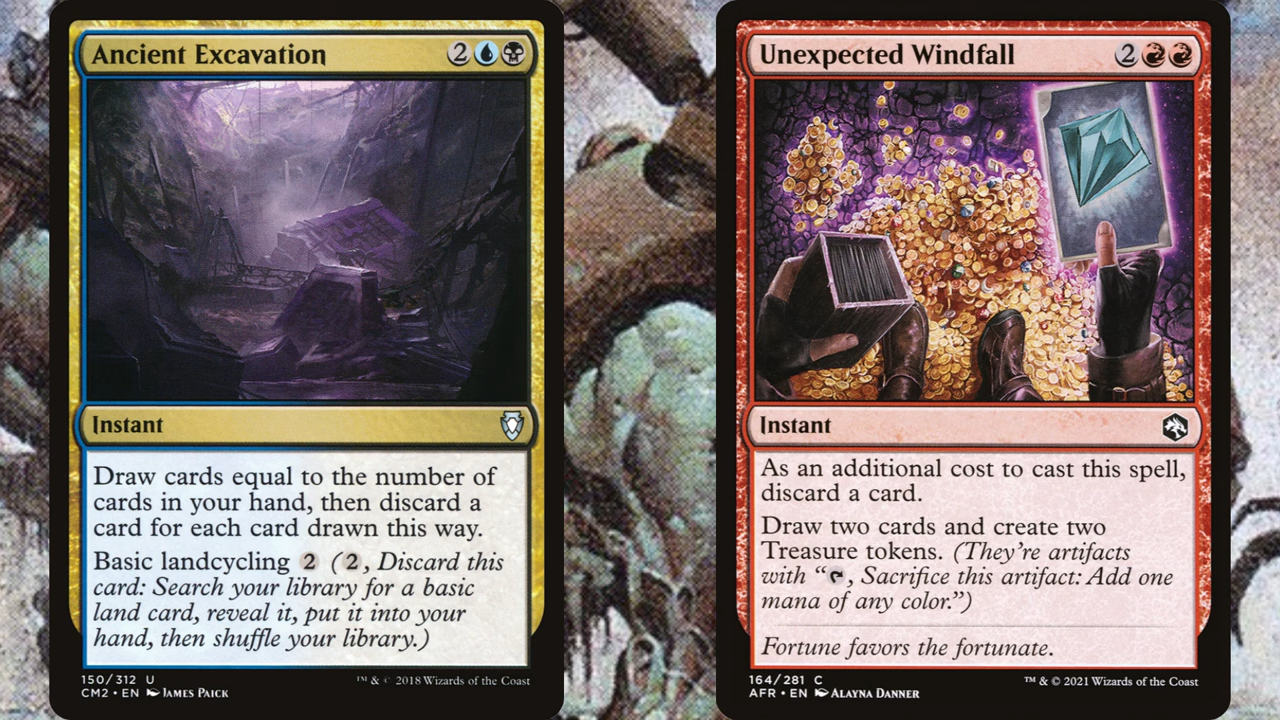 Ancient Excavation 2
Instant
Draw cards equal to the number of
cards in your hand, then discard a
card for each card drawn this way.
Basic landcycling 2 (2, Discard this
card: Search your library for a basic
land card, reveal it, put it into your
hand, then shuffle your library.)
150/312 U
CM2 • EN JAMES PAICK
™ & © 2018 Wizards of the Coast
Unexpected Windfall 2
Instant
As an additional cost to cast this spell,
discard a card.
Draw two cards and create two
Treasure tokens. (They're artifacts
with “, Sacrifice this artifact: Add one
mana of any color.”)
Fortune favors the fortunate.
164/281 C
AFR • EN ALAYNA DANNER
™ & © 2021 Wizards of the Coast